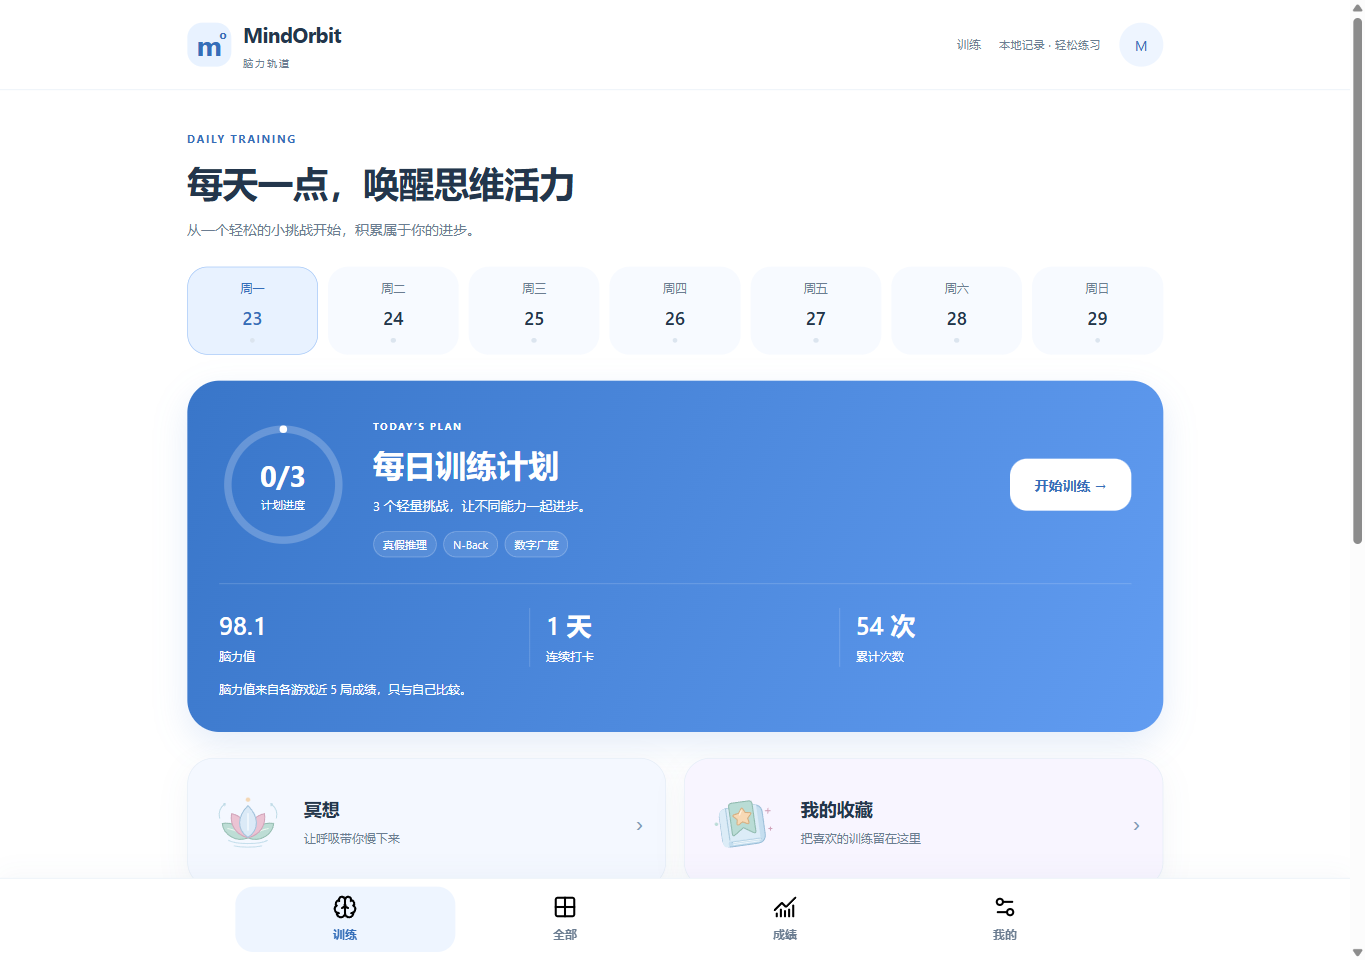 m°
MindOrbit
脑力轨道
训练
本地记录 · 轻松练习
M
DAILY TRAINING
每天一点，唤醒思维活力
从一个轻松的小挑战开始，积累属于你的进步。
周一
23
周二
24
周三
25
周四
26
周五
27
周六
28
周日
29
0/3
计划进度
TODAY'S PLAN
每日训练计划
3 个轻量挑战，让不同能力一起进步。
真假推理
N-Back
数字广度
开始训练 →
98.1
脑力值
1 天
连续打卡
54 次
累计次数
脑力值来自各游戏近 5 局成绩，只与自己比较。
冥想
让呼吸带你慢下来
我的收藏
把喜欢的训练留在这里
训练
全部
成绩
我的